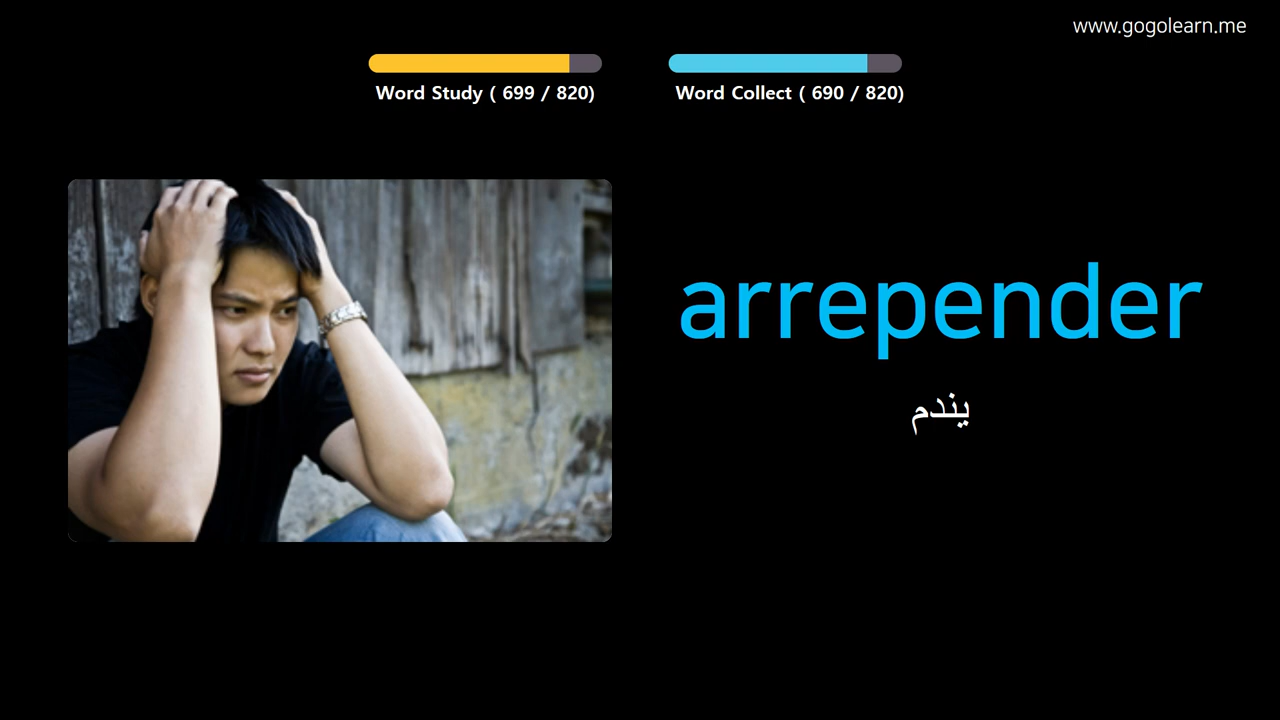 www.gogolearn.me
Word Study ( 699 / 820)
Word Collect ( 690 / 820)
arrepender
يندم